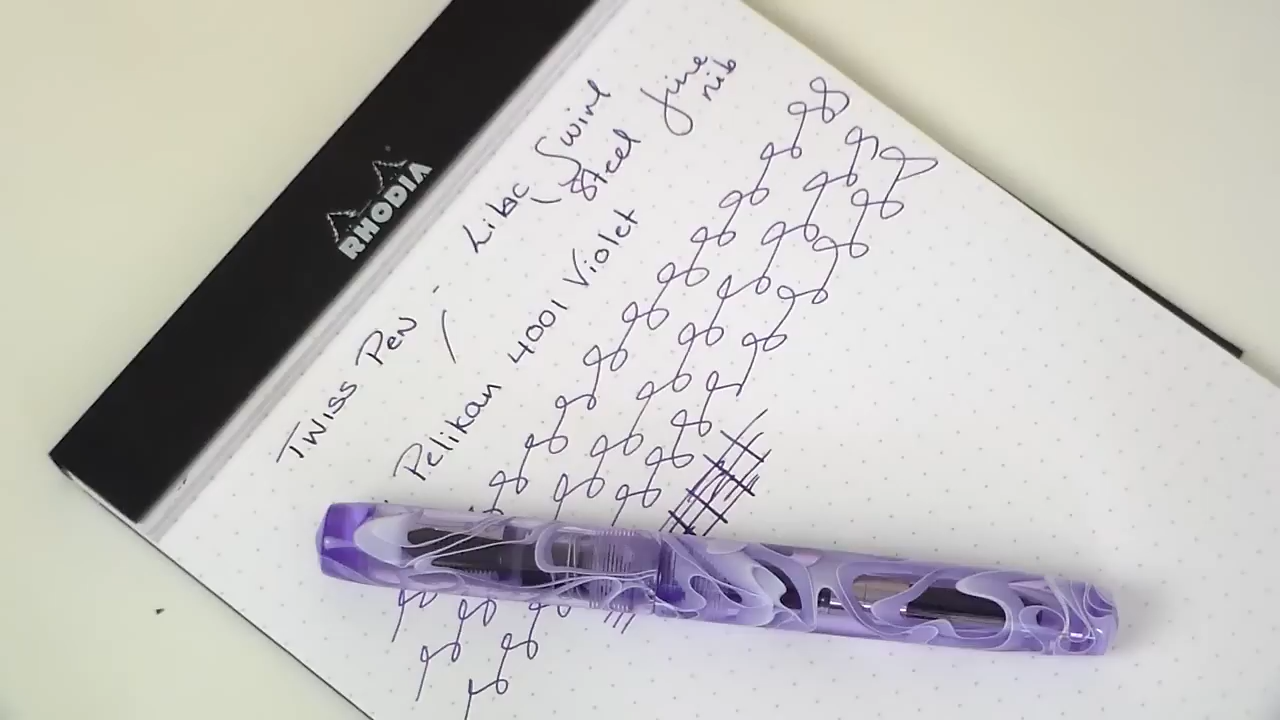 RHODIA
Twiss Pen - Lilac Swirl
( Steel fine nib
Pelikan 4001 Violet